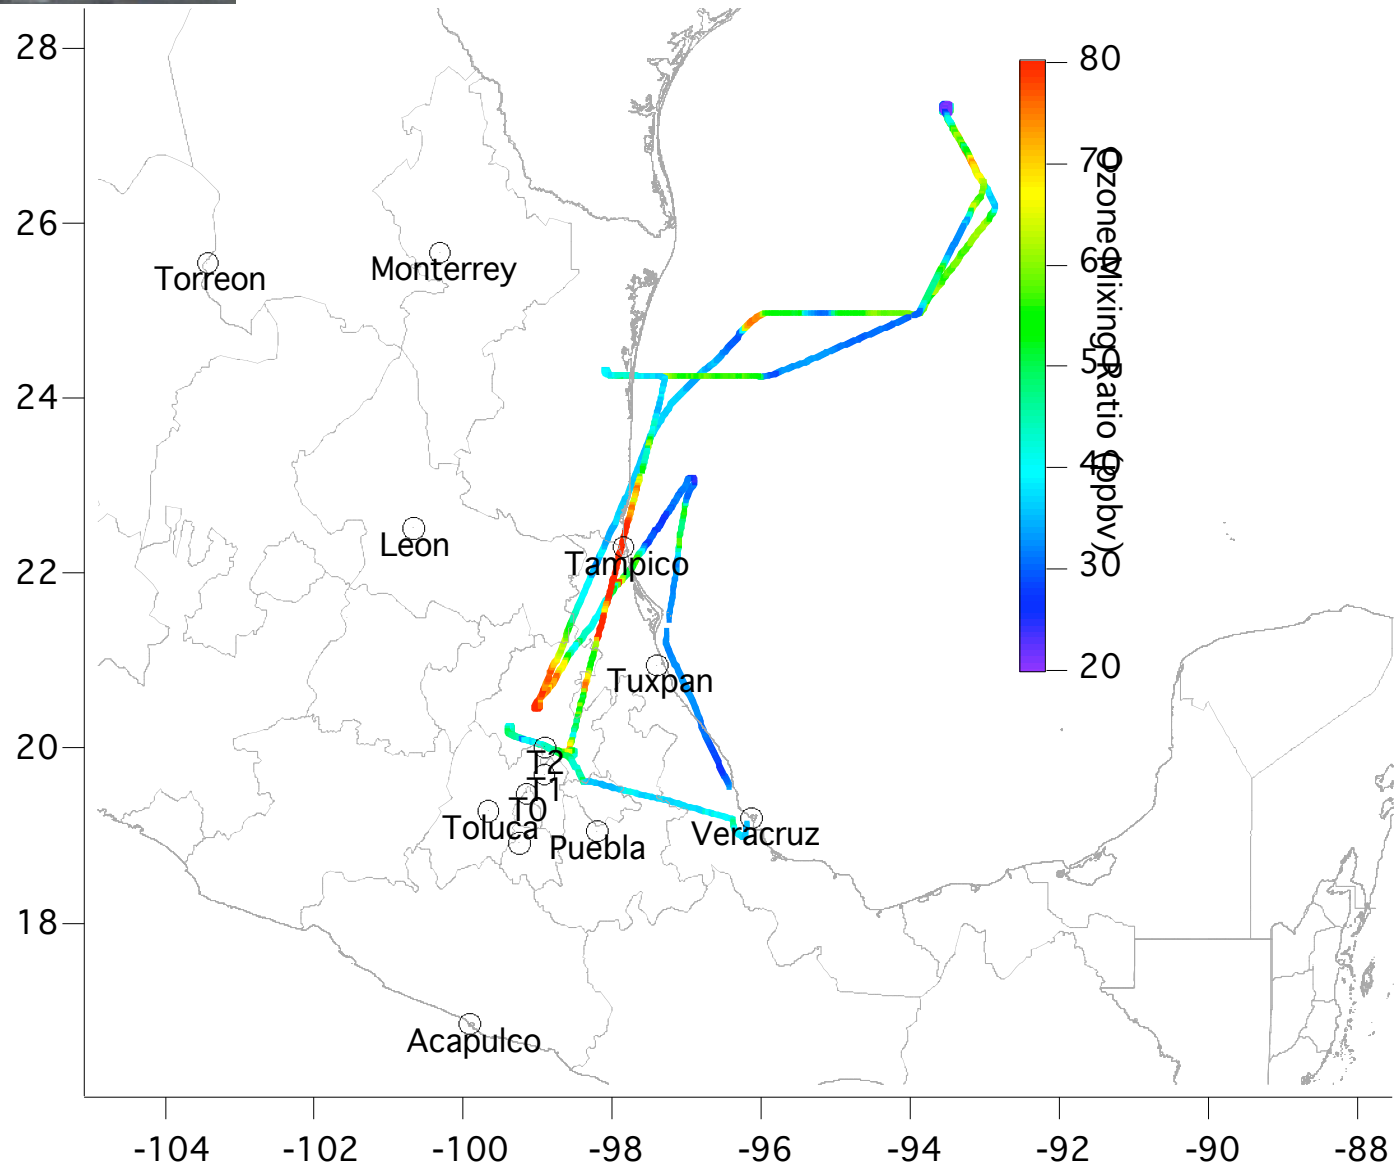 28
26
24
22
20
18
-104
-102
-100
-98
-96
-94
-92
-90
-88
80
70
60
50
40
30
20
Ozone Mixing Ratio (ppbv)
Torreon
Monterrey
Leon
Tampico
Tuxpan
T2
T1
T0
Toluca
Puebla
Veracruz
Acapulco